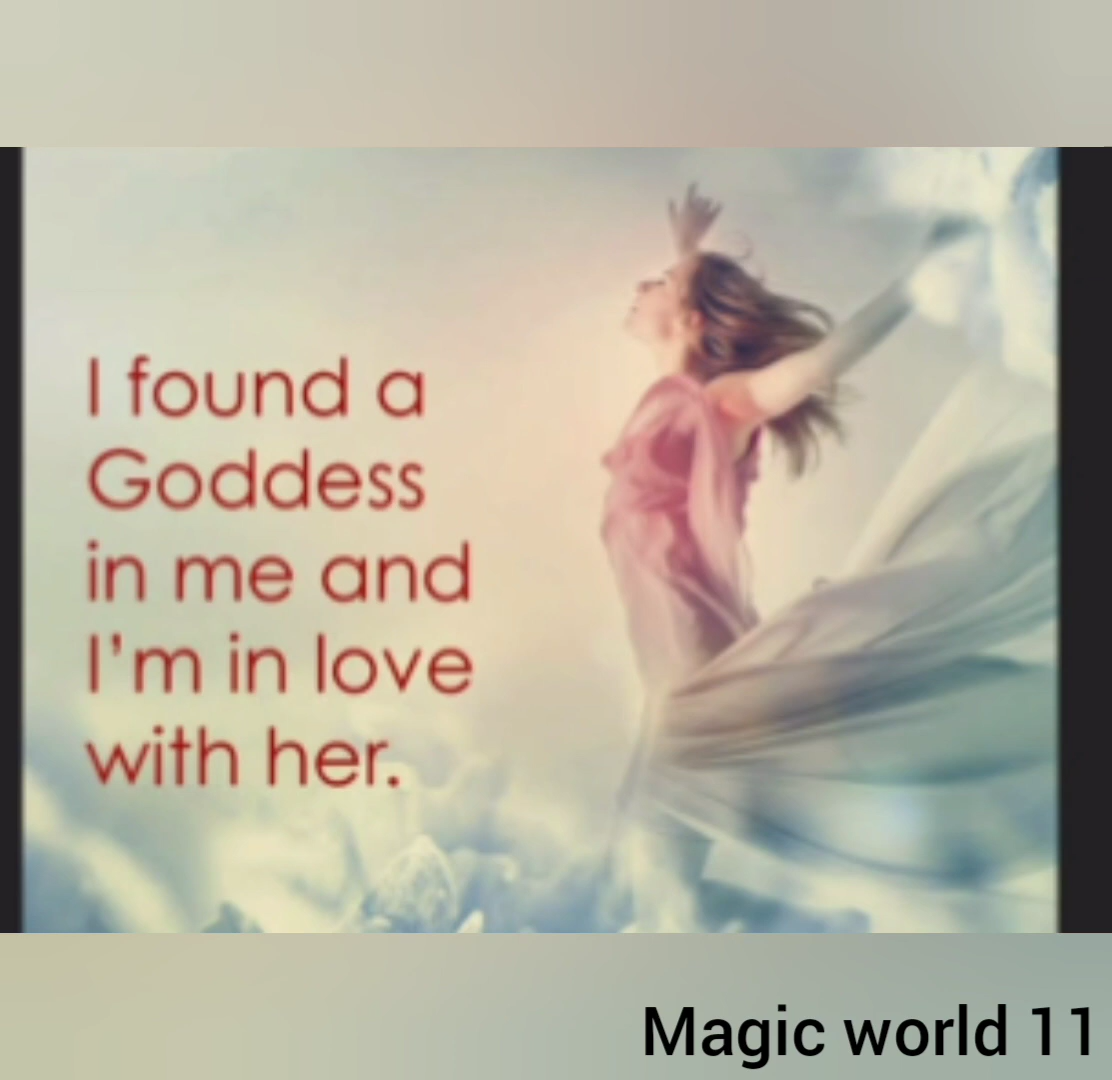 I found a
Goddess
in me and
I'm in love
with her.
Magic world 11